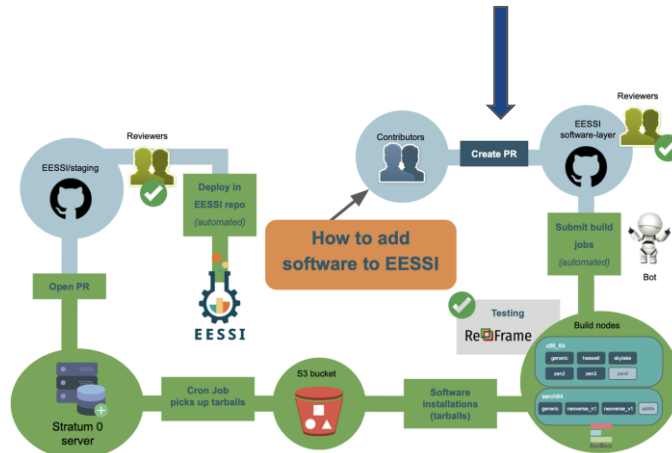 Reviewers
EESSI
software-layer
Contributors
Create PR
Reviewers
EESSI/staging
Deploy in
EESSI repo
(automated)
How to add
software to EESSI
Submit build
jobs
(automated)
Bot
Open PR
EESSI
Testing
ReFrame
Build nodes
x86_64
generic
haswell
skylake
zen2
zen3
zen4
aarch64
generic
neoverse_n1
neoverse_v1
S3 bucket
Cron Job
picks up tarballs
Software
installations
(tarballs)
Stratum 0
server